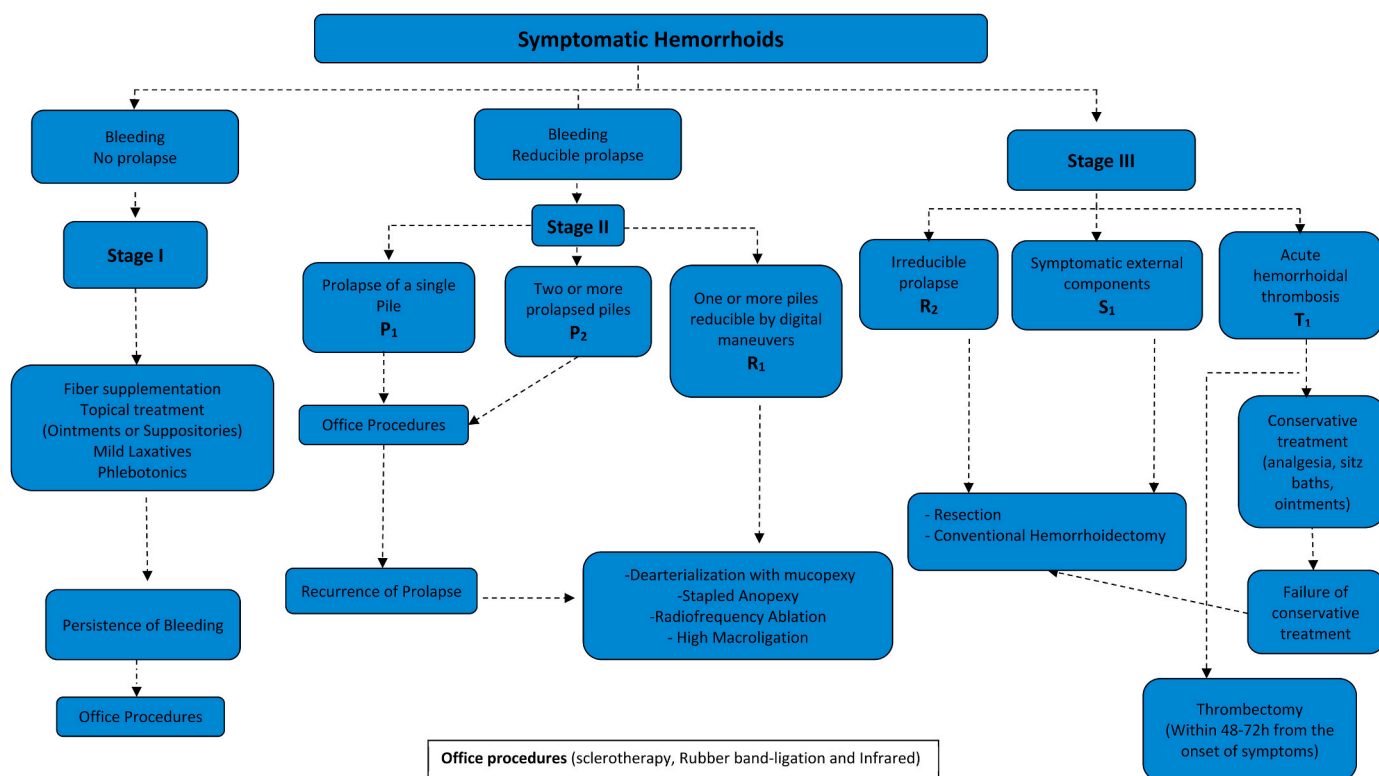 Symptomatic Hemorrhoids
Bleeding
No prolapse
Stage I
Fiber supplementation
Topical treatment
(Ointments or Suppositories)
Mild Laxatives
Phlebotonics
Persistence of Bleeding
Office Procedures
Bleeding
Reducible prolapse
Stage II
Prolapse of a single
Pile
P₁
Two or more
prolapsed piles
P₂
One or more piles
reducible by digital
maneuvers
R₁
Office Procedures
Recurrence of Prolapse
-Dearterialization with mucopexy
-Stapled Anopexy
-Radiofrequency Ablation
- High Macroligation
Stage III
Irreducible
prolapse
R₂
Symptomatic external
components
S₁
Acute
hemorrhoidal
thrombosis
T₁
- Resection
- Conventional Hemorrhoidectomy
Conservative
treatment
(analgesia, sitz
baths,
ointments)
Failure of
conservative
treatment
Thrombectomy
(Within 48-72h from the
onset of symptoms)
Office procedures (sclerotherapy, Rubber band-ligation and Infrared)